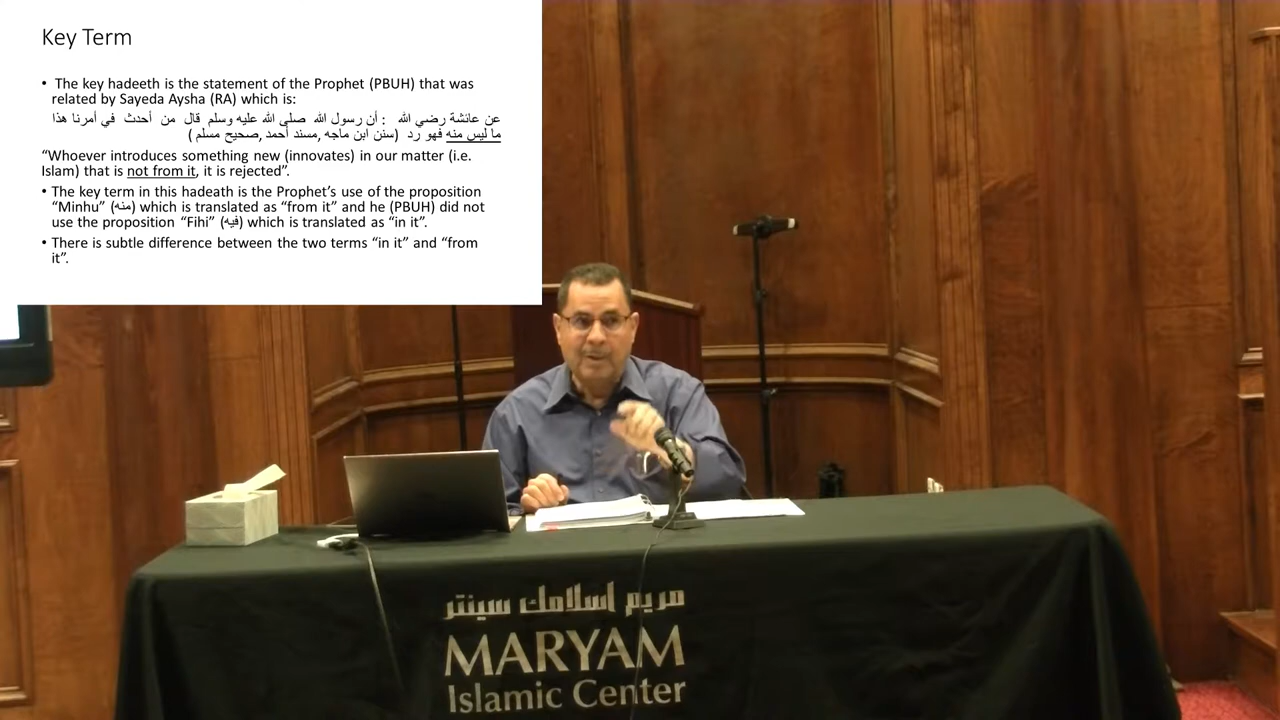 Key Term
• The key hadeeth is the statement of the Prophet (PBUH) that was
related by Sayeda Aysha (RA) which is:
عن عائشة رضي الله : أن رسول الله صلى الله عليه وسلم قال من أحدث في أمرنا هذا
ما ليس منه فهو رد (سنن ابن ماجه ,مسند أحمد ,صحيح مسلم )
“Whoever introduces something new (innovates) in our matter (i.e.
Islam) that is not from it, it is rejected”.
• The key term in this hadeath is the Prophet’s use of the proposition
“Minhu” (منه) which is translated as “from it” and he (PBUH) did not
use the proposition “Fihi” (فيه) which is translated as “in it”.
• There is subtle difference between the two terms “in it” and “from
it”.
مريم اسلامك سينتر
MARYAM
Islamic Center